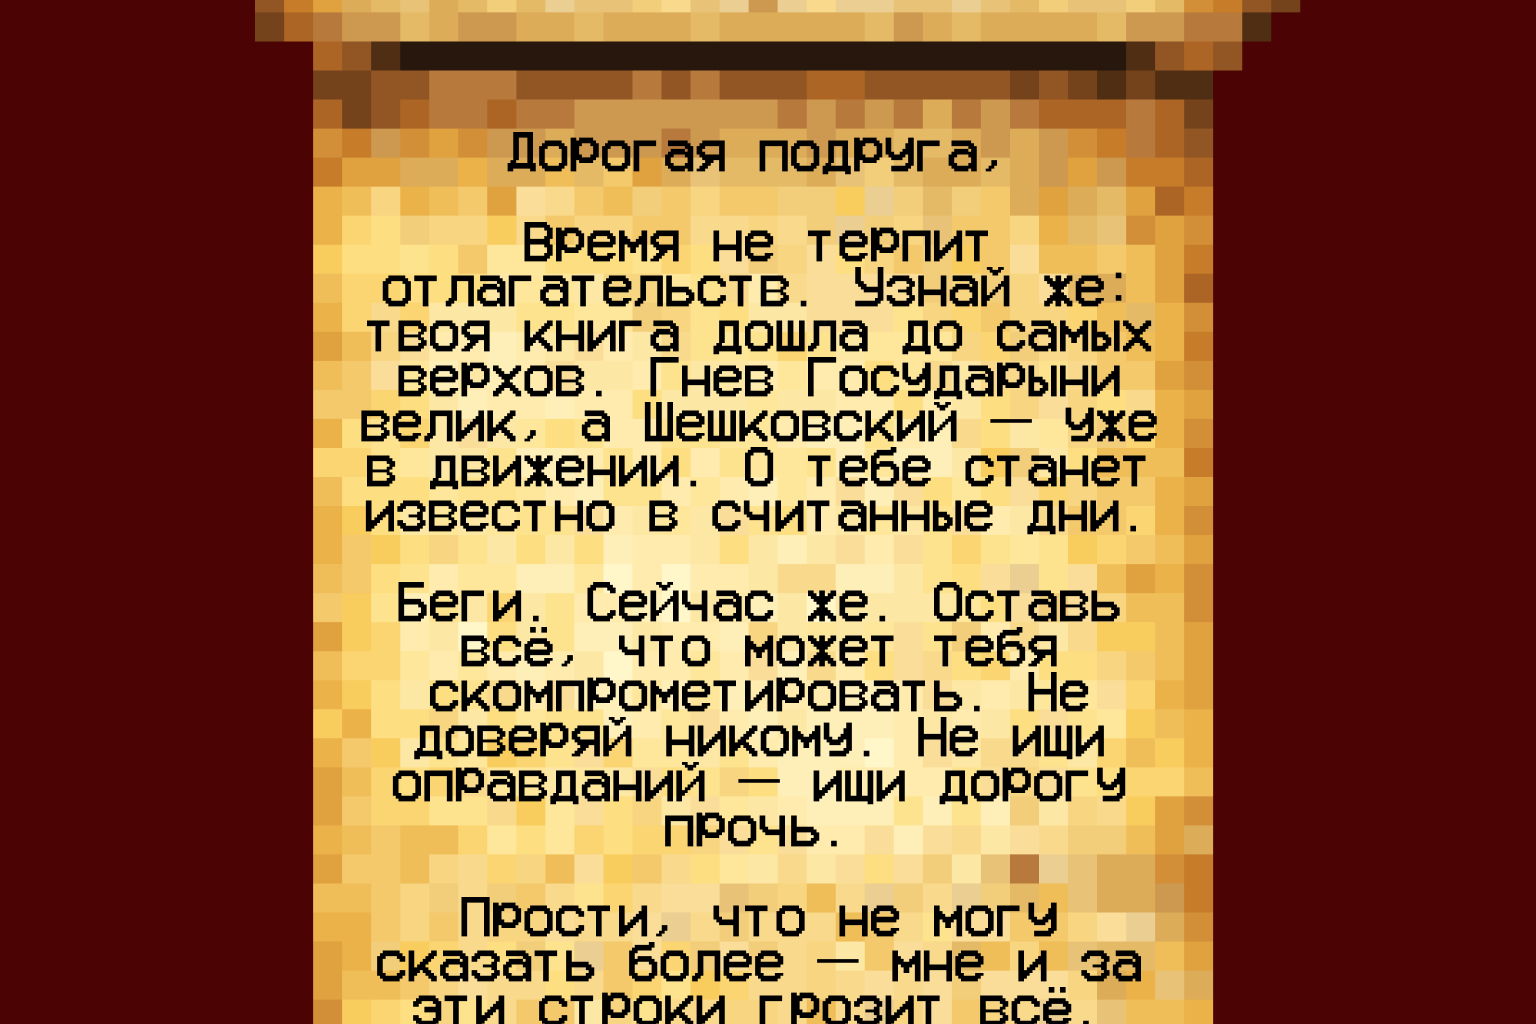 Дорогая подруга,
Время не терпит
отлагательств. Узнай же:
твоя книга дошла до самых
верхов. Гнев Государыни
велик, а Шешковский — уже
в движении. О тебе станет
известно в считанные дни.
Беги. Сейчас же. Оставь
всё, что может тебя
скомпрометировать. Не
доверяй никому. Не ищи
оправданий — ищи дорогу
прочь.
Прости, что не могу
сказать более — мне и за
эти строки грозит всё.